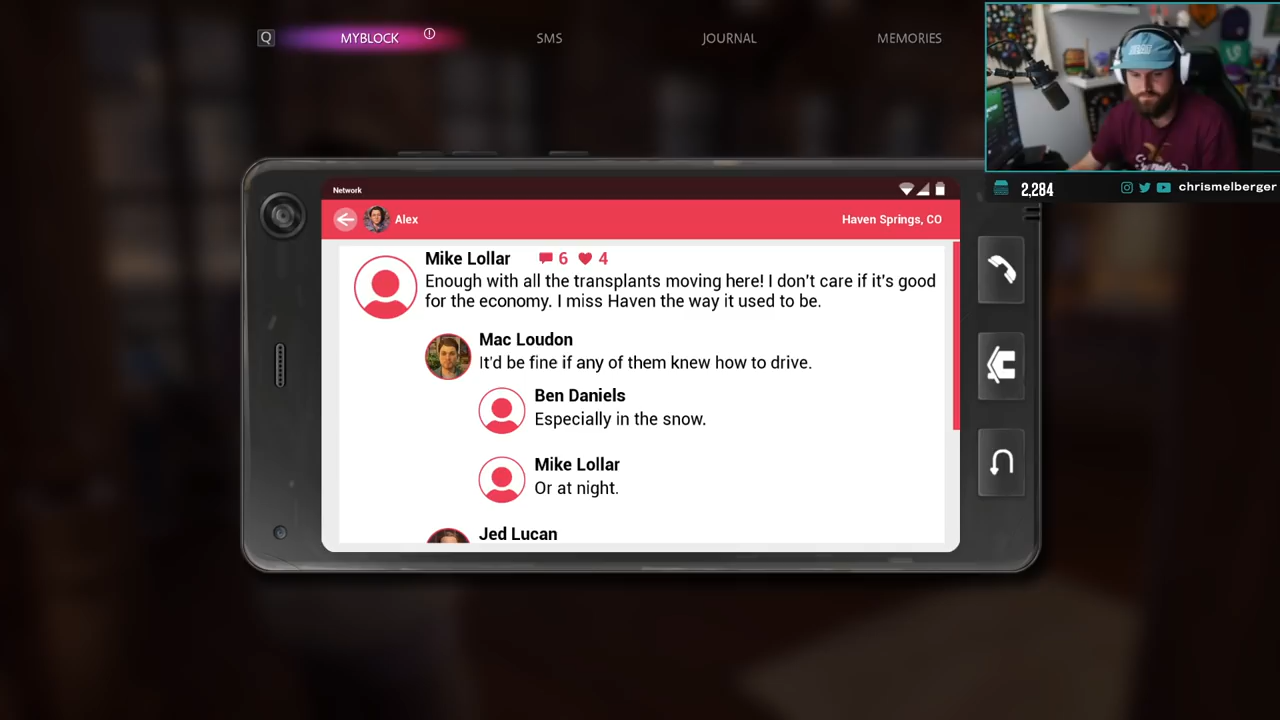 Q
MYBLOCK
SMS
JOURNAL
MEMORIES
2,284
chrismelberger
Network
Alex
Haven Springs, CO
Mike Lollar 6 4
Enough with all the transplants moving here! I don't care if it's good
for the economy. I miss Haven the way it used to be.
Mac Loudon
It'd be fine if any of them knew how to drive.
Ben Daniels
Especially in the snow.
Mike Lollar
Or at night.
Jed Lucan